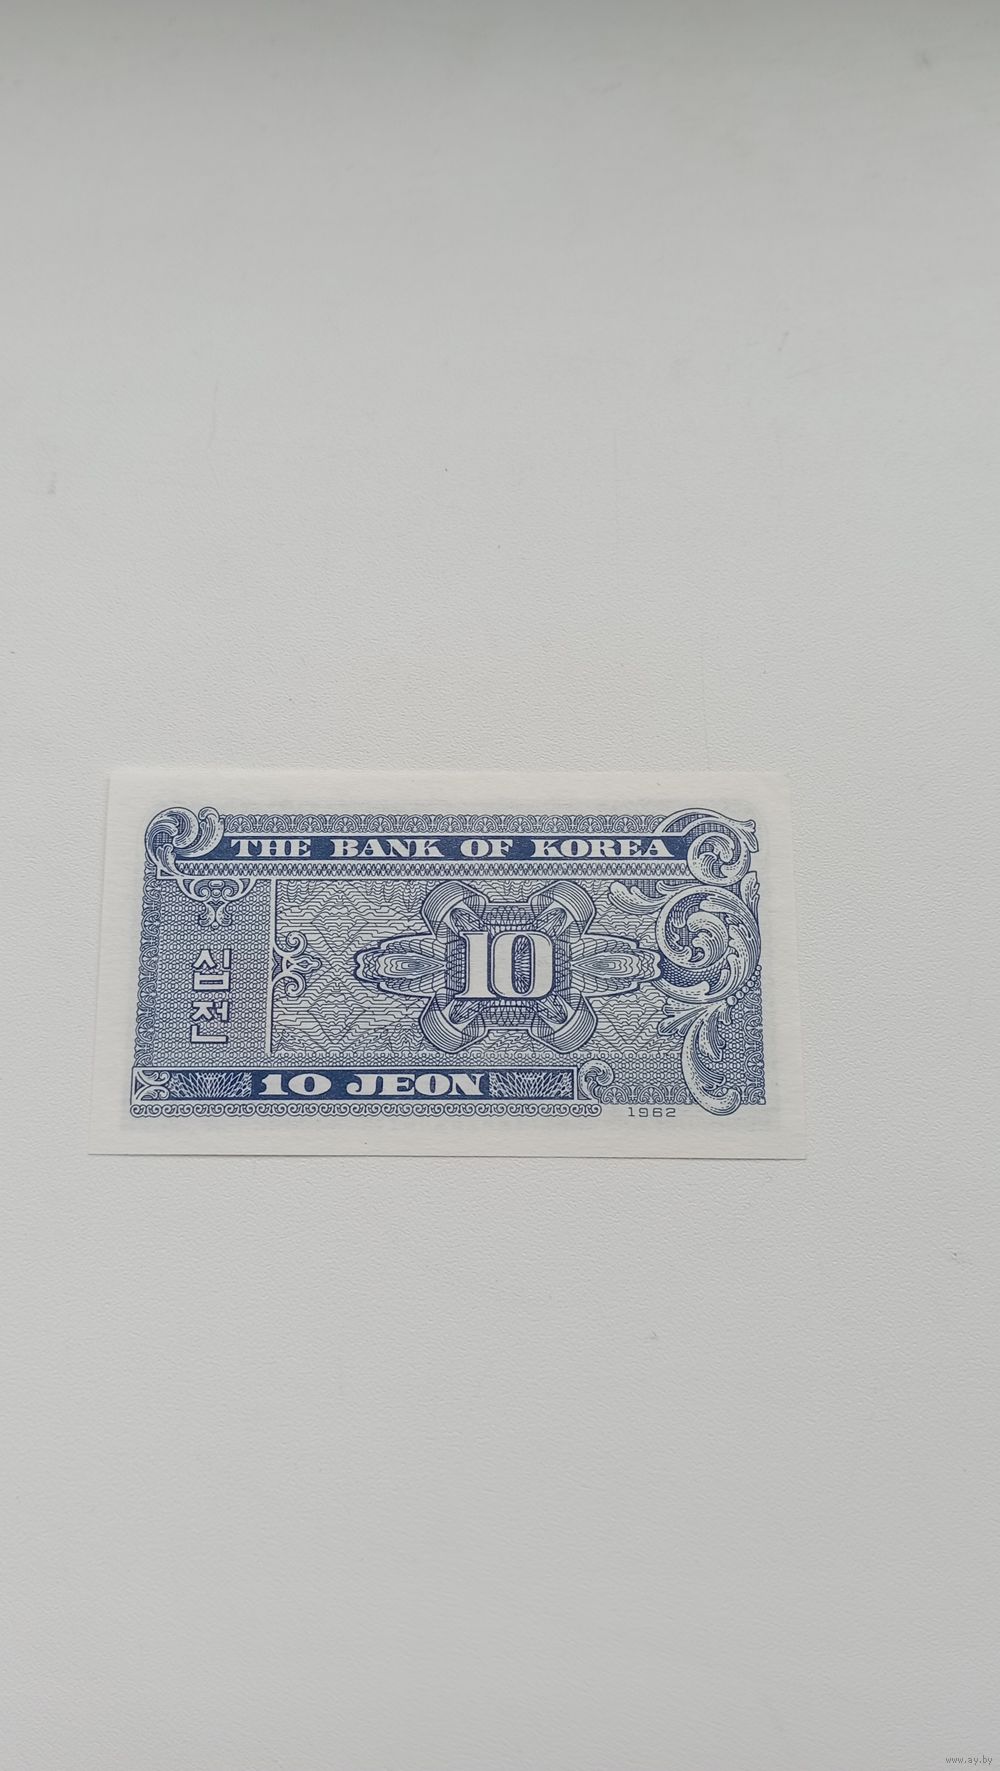 THE BANK OF KOREA
10
십전
10 JEON
1962
www.ay.by